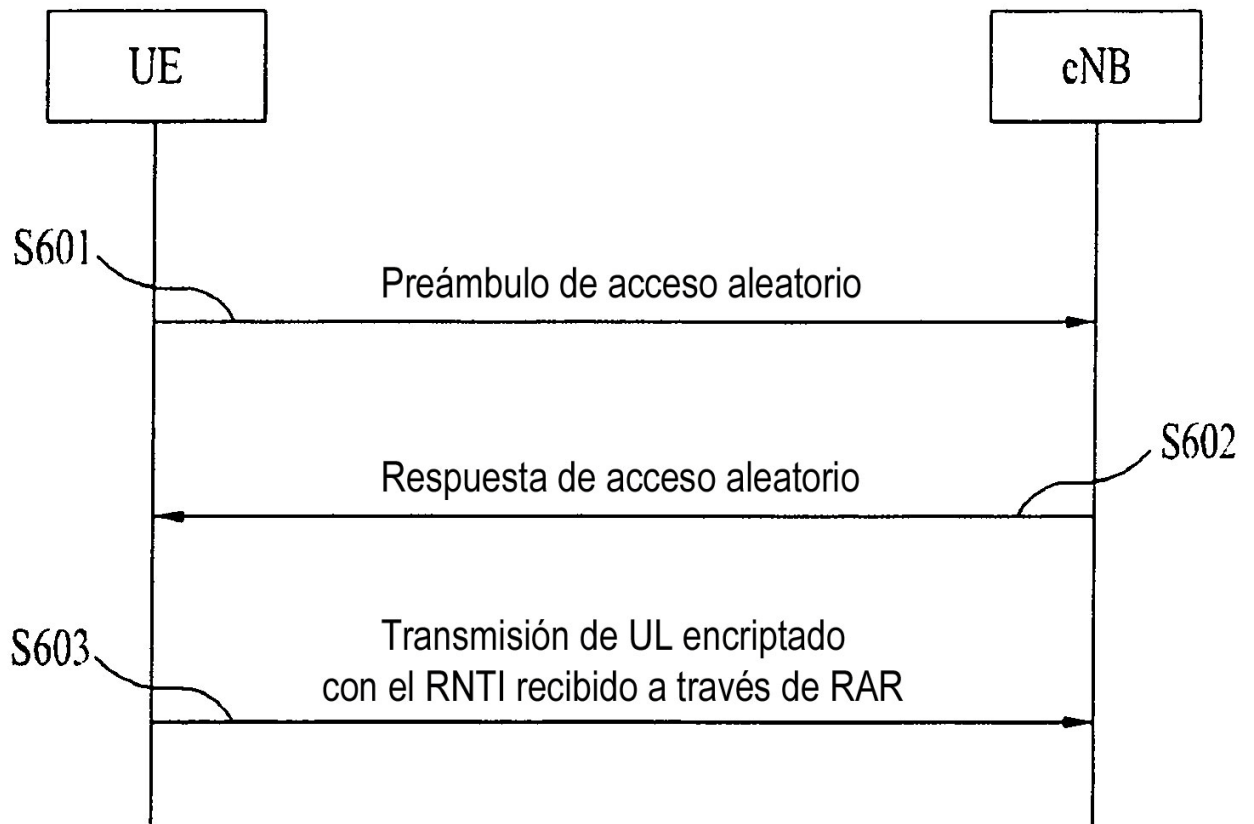 UE
cNB
S601
Preámbulo de acceso aleatorio
S602
Respuesta de acceso aleatorio
S603
Transmisión de UL encriptado
con el RNTI recibido a través de RAR